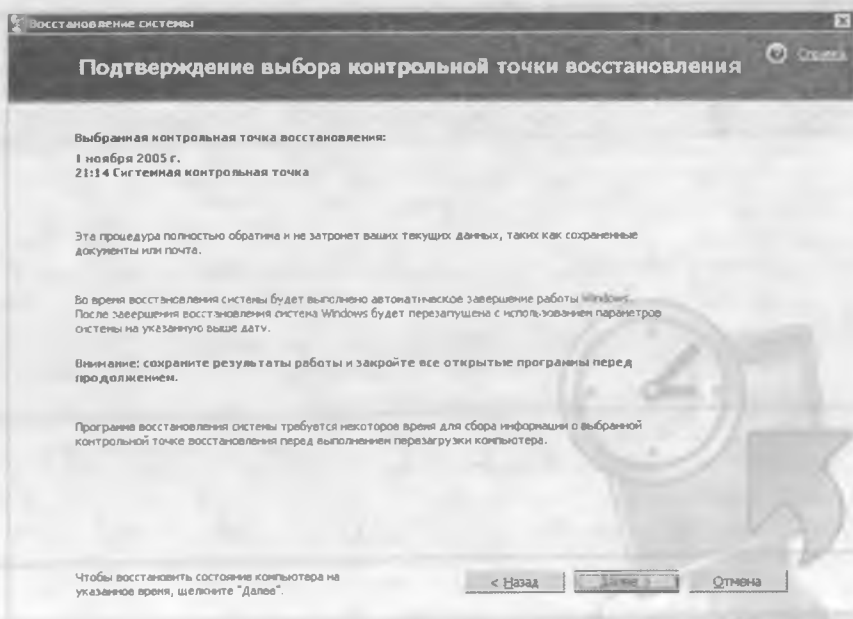 Восстановление системы
Справка
Подтверждение выбора контрольной точки восстановления
Выбранная контрольная точка восстановления:
1 ноября 2005 г.
21:14 Системная контрольная точка
Эта процедура полностью обратима и не затронет ваших текущих данных, таких как сохраненные
документы или почта.
Во время восстановления системы будет выполнено автоматическое завершение работы Windows.
После завершения восстановления система Windows будет перезапущена с использованием параметров
системы на указанную выше дату.
Внимание: сохраните результаты работы и закройте все открытые программы перед
продолжением.
Программе восстановления системы требуется некоторое время для сбора информации о выбранной
контрольной точке восстановления перед выполнением перезагрузки компьютера.
Чтобы восстановить состояние компьютера на
указанное время, щелкните "Далее".
< Назад
Далее >
Отмена